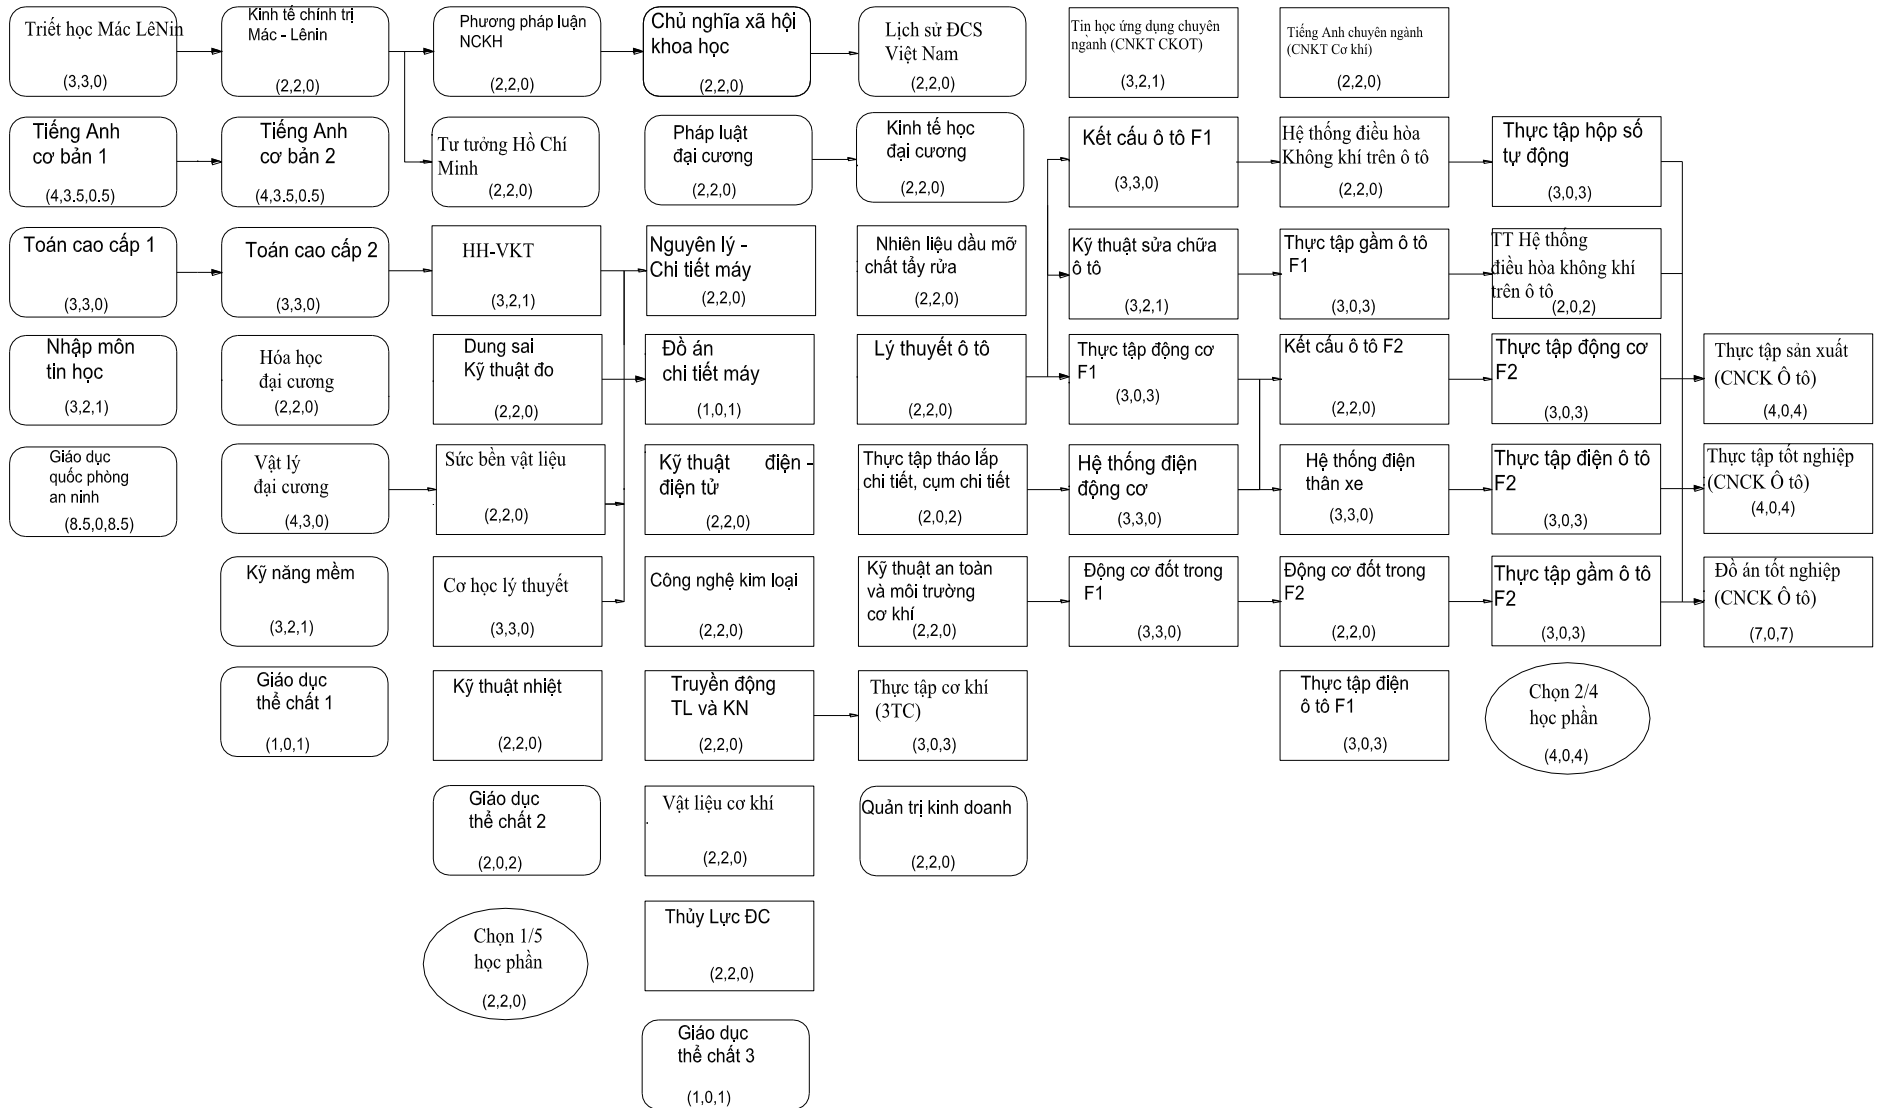 Triết học Mác LêNin
(3,3,0)
Kinh tế chính trị
Mác - Lênin
(2,2,0)
Phương pháp luận
NCKH
(2,2,0)
Chủ nghĩa xã hội
khoa học
(2,2,0)
Lịch sử ĐCS
Việt Nam
(2,2,0)
Tin học ứng dụng chuyên
ngành (CNKT CKOT)
(3,2,1)
Tiếng Anh chuyên ngành
(CNKT Cơ khí)
(2,2,0)
Tiếng Anh
cơ bản 1
(4,3.5,0.5)
Tiếng Anh
cơ bản 2
(4,3.5,0.5)
Tư tưởng Hồ Chí
Minh
(2,2,0)
Pháp luật
đại cương
(2,2,0)
Kinh tế học
đại cương
(2,2,0)
Kết cấu ô tô F1
(3,3,0)
Hệ thống điều hòa
Không khí trên ô tô
(2,2,0)
Thực tập hộp số
tự động
(3,0,3)
Toán cao cấp 1
(3,3,0)
Toán cao cấp 2
(3,3,0)
HH-VKT
(3,2,1)
Nguyên lý -
Chi tiết máy
(2,2,0)
Nhiên liệu dầu mỡ
chất tẩy rửa
(2,2,0)
Kỹ thuật sửa chữa
ô tô
(3,2,1)
Thực tập gầm ô tô
F1
(3,0,3)
TT Hệ thống
điều hòa không khí
trên ô tô
(2,0,2)
Nhập môn
tin học
(3,2,1)
Hóa học
đại cương
(2,2,0)
Dung sai
Kỹ thuật đo
(2,2,0)
Đồ án
chi tiết máy
(1,0,1)
Lý thuyết ô tô
(2,2,0)
Thực tập động cơ
F1
(3,0,3)
Kết cấu ô tô F2
(2,2,0)
Thực tập động cơ
F2
(3,0,3)
Thực tập sản xuất
(CNCK Ô tô)
(4,0,4)
Giáo dục
quốc phòng
an ninh
(8.5,0,8.5)
Vật lý
đại cương
(4,3,0)
Sức bền vật liệu
(2,2,0)
Kỹ thuật điện -
điện tử
(2,2,0)
Thực tập tháo lắp
chi tiết, cụm chi tiết
(2,0,2)
Hệ thống điện
động cơ
(3,3,0)
Hệ thống điện
thân xe
(3,3,0)
Thực tập điện ô tô
F2
(3,0,3)
Thực tập tốt nghiệp
(CNCK Ô tô)
(4,0,4)
Kỹ năng mềm
(3,2,1)
Cơ học lý thuyết
(3,3,0)
Công nghệ kim loại
(2,2,0)
Kỹ thuật an toàn
và môi trường
cơ khí
(2,2,0)
Động cơ đốt trong
F1
(3,3,0)
Động cơ đốt trong
F2
(2,2,0)
Thực tập gầm ô tô
F2
(3,0,3)
Đồ án tốt nghiệp
(CNCK Ô tô)
(7,0,7)
Giáo dục
thể chất 1
(1,0,1)
Kỹ thuật nhiệt
(2,2,0)
Truyền động
TL và KN
(2,2,0)
Thực tập cơ khí
(3TC)
(3,0,3)
Thực tập điện
ô tô F1
(3,0,3)
Chọn 2/4
học phần
(4,0,4)
Giáo dục
thể chất 2
(2,0,2)
Vật liệu cơ khí
(2,2,0)
Quản trị kinh doanh
(2,2,0)
Chọn 1/5
học phần
(2,2,0)
Thủy Lực ĐC
(2,2,0)
Giáo dục
thể chất 3
(1,0,1)